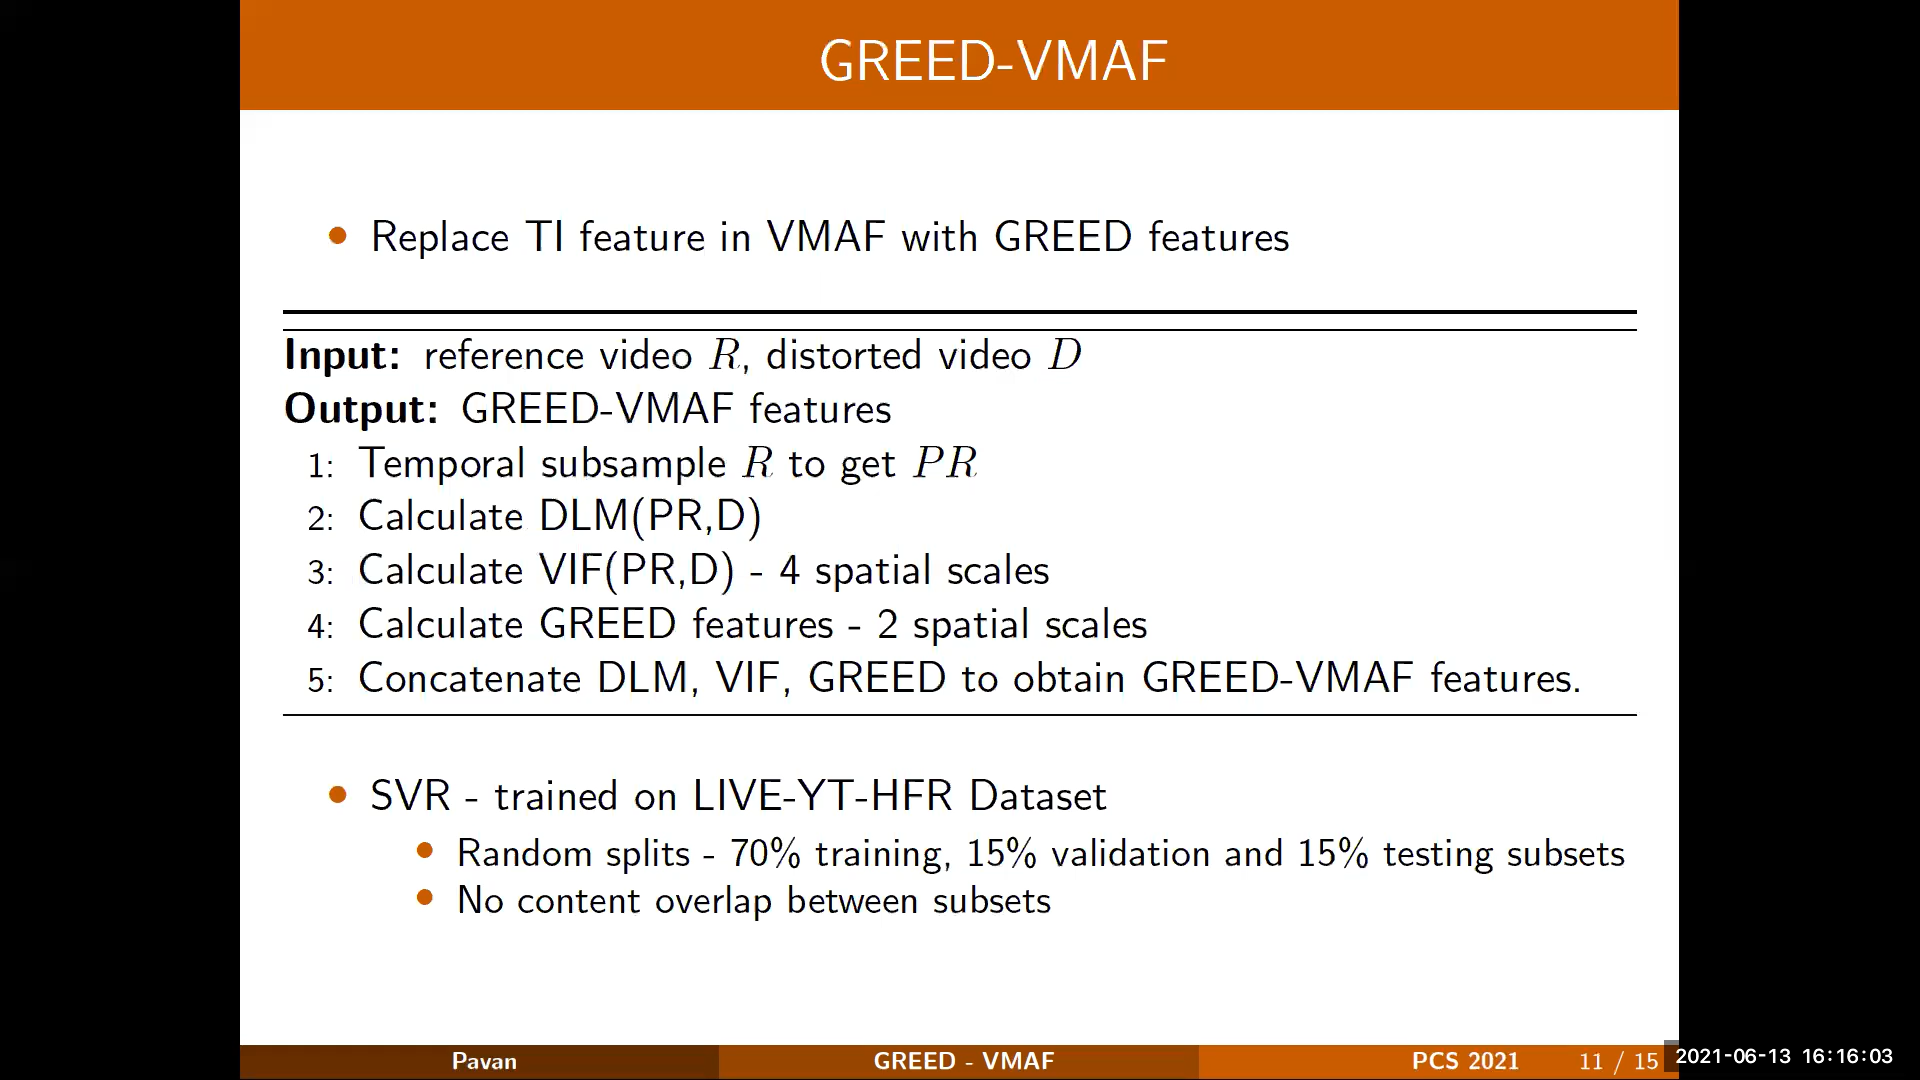 GREED-VMAF
• Replace TI feature in VMAF with GREED features
Input: reference video R, distorted video D
Output: GREED-VMAF features
1: Temporal subsample R to get PR
2: Calculate DLM(PR,D)
3: Calculate VIF(PR,D) - 4 spatial scales
4: Calculate GREED features - 2 spatial scales
5: Concatenate DLM, VIF, GREED to obtain GREED-VMAF features.
• SVR - trained on LIVE-YT-HFR Dataset
• Random splits - 70% training, 15% validation and 15% testing subsets
• No content overlap between subsets
Pavan GREED - VMAF PCS 2021 11 / 15 2021-06-13 16:16:03